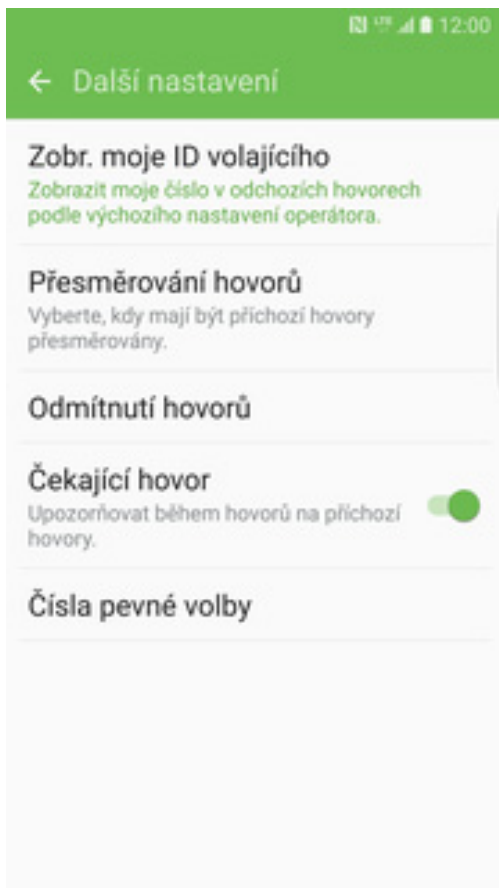 LTE 12:00
Další nastavení
Zobr. moje ID volajícího
Zobrazit moje číslo v odchozích hovorech
podle výchozího nastavení operátora.
Přesměrování hovorů
Vyberte, kdy mají být příchozí hovory
přesměrovány.
Odmítnutí hovorů
Čekající hovor
Upozorňovat během hovorů na příchozí
hovory.
Čísla pevné volby